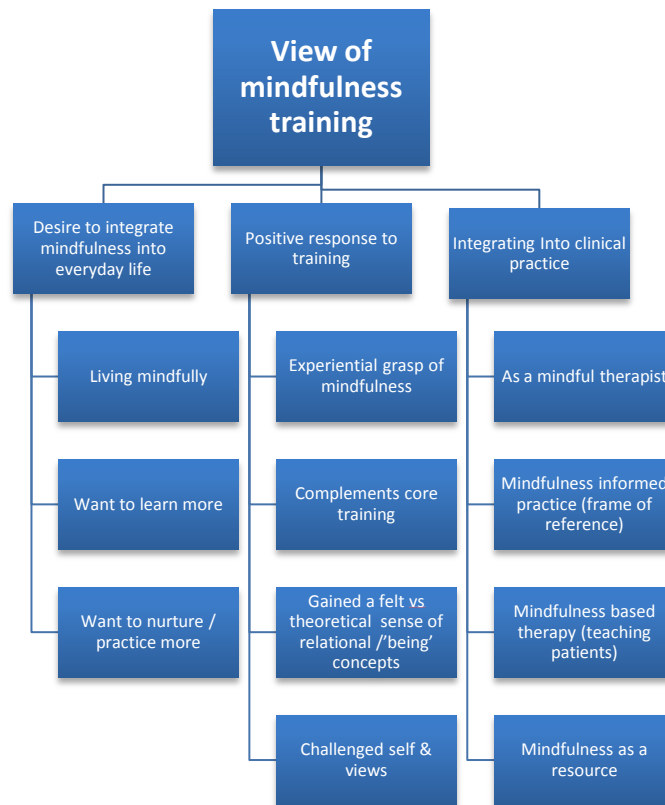 View of
mindfulness
training
Desire to integrate
mindfulness into
everyday life
Positive response to
training
Integrating Into clinical
practice
Living mindfully
Experiential grasp of
mindfulness
As a mindful therapist
Want to learn more
Complements core
training
Mindfulness informed
practice (frame of
reference)
Want to nurture /
practice more
Gained a felt vs
theoretical sense of
relational /'being'
concepts
Mindfulness based
therapy (teaching
patients)
Challenged self &
views
Mindfulness as a
resource